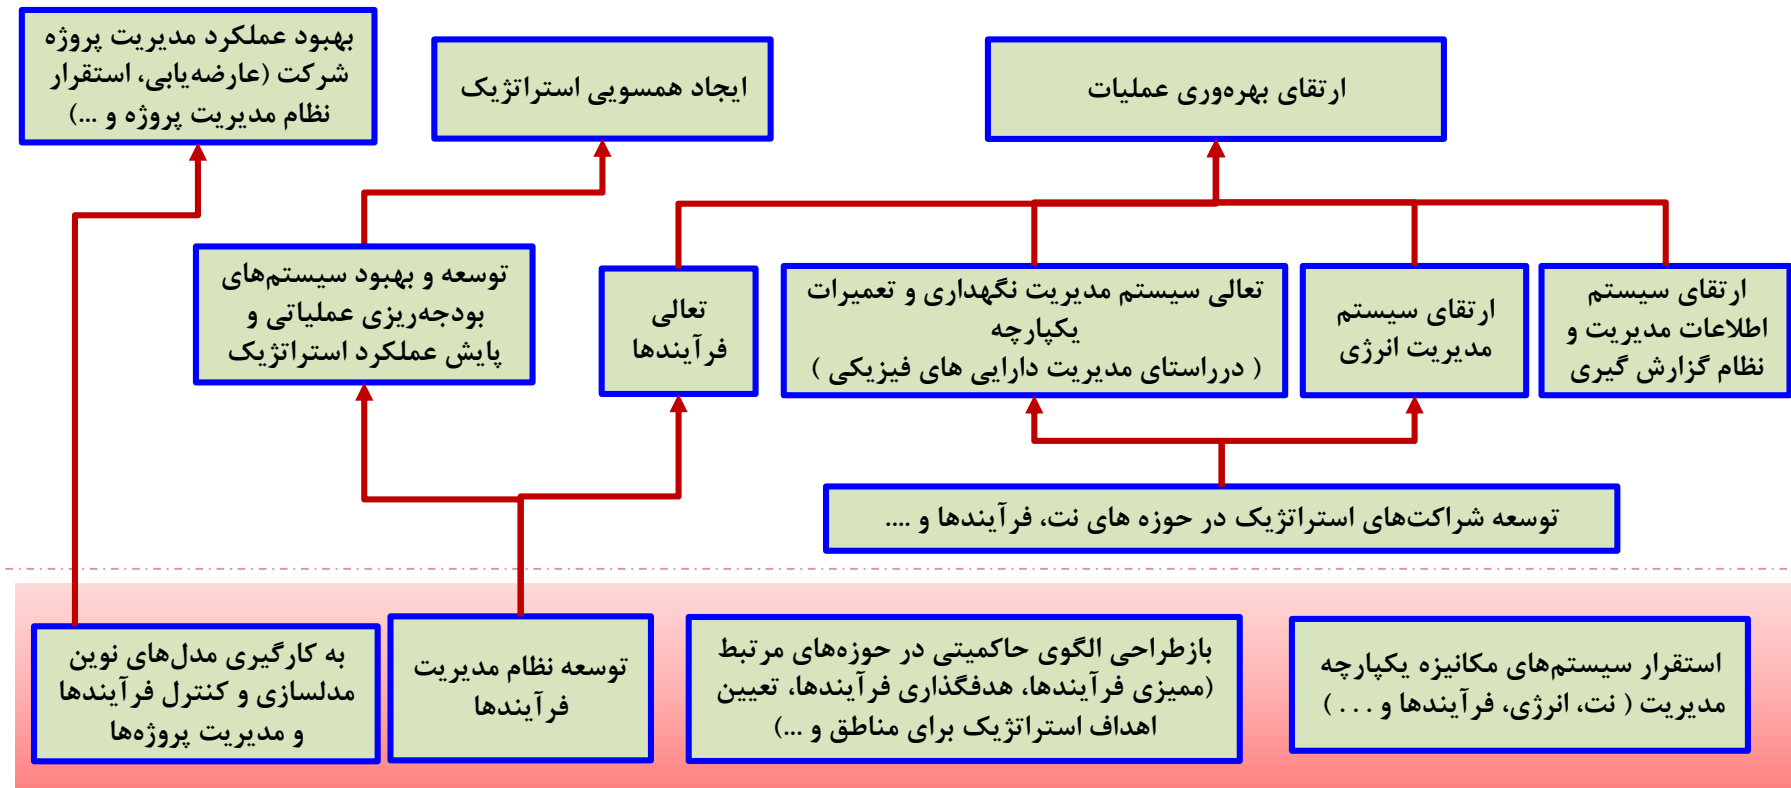 ارتقای بهره‌وری عملیات
ایجاد همسویی استراتژیک
بهبود عملکرد مدیریت پروژه
شرکت (عارضه‌یابی، استقرار
نظام مدیریت پروژه و ...)
ارتقای سیستم
اطلاعات مدیریت و
نظام گزارش گیری
ارتقای سیستم
مدیریت انرژی
تعالی سیستم مدیریت نگهداری و تعمیرات
یکپارچه
( درراستای مدیریت دارایی های فیزیکی )
تعالی
فرآیندها
توسعه و بهبود سیستم‌های
بودجه‌ریزی عملیاتی و
پایش عملکرد استراتژیک
توسعه شراکت‌های استراتژیک در حوزه های نت، فرآیندها و ....
استقرار سیستم‌های مکانیزه یکپارچه
مدیریت ( نت، انرژی، فرآیندها و . . . )
بازطراحی الگوی حاکمیتی در حوزه‌های مرتبط
(ممیزی فرآیندها، هدفگذاری فرآیندها، تعیین
اهداف استراتژیک برای مناطق و ...)
توسعه نظام مدیریت
فرآیندها
به کارگیری مدل‌های نوین
مدلسازی و کنترل فرآیندها
و مدیریت پروژه‌ها